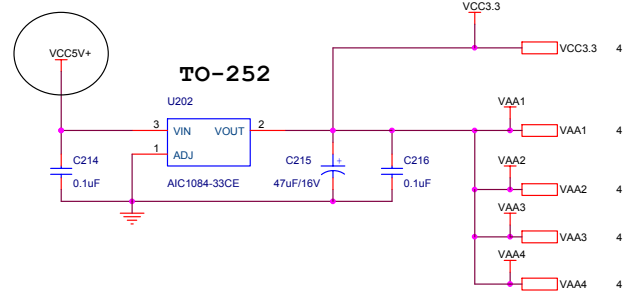 VCC3.3
VCC5V+
VCC3.3 4
TO-252
U202
VAA1
3 VIN VOUT 2
VAA1 4
1 ADJ
VAA2
C214
C215 +
C216
0.1uF
AIC1084-33CE
47uF/16V
0.1uF
VAA2 4
VAA3
VAA3 4
VAA4
VAA4 4